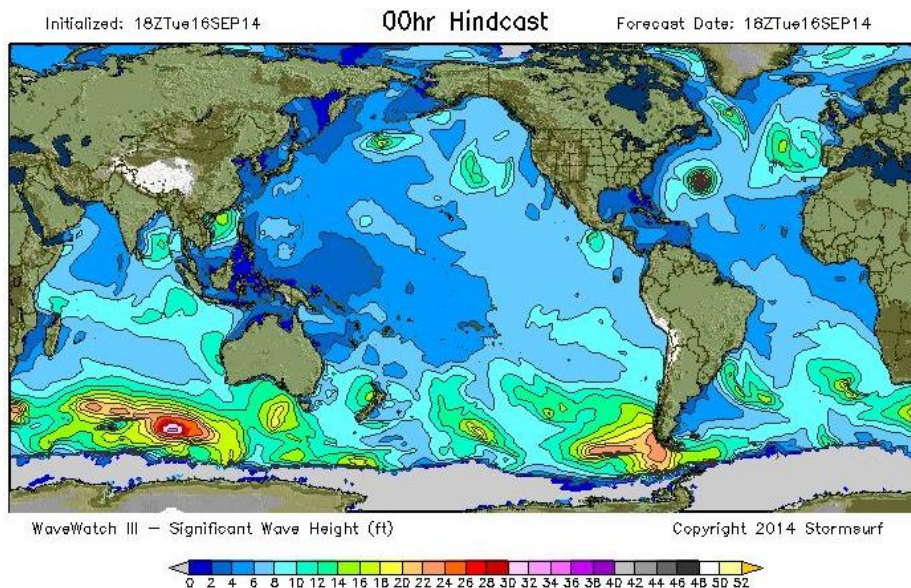 Initialized: 18ZTue16SEP14 00hr Hindcast Forecast Date: 18ZTue16SEP14
WaveWatch III - Significant Wave Height (ft) Copyright 2014 Stormsurf
0 2 4 6 8 10 12 14 16 18 20 22 24 26 28 30 32 34 36 38 40 42 44 46 48 50 52